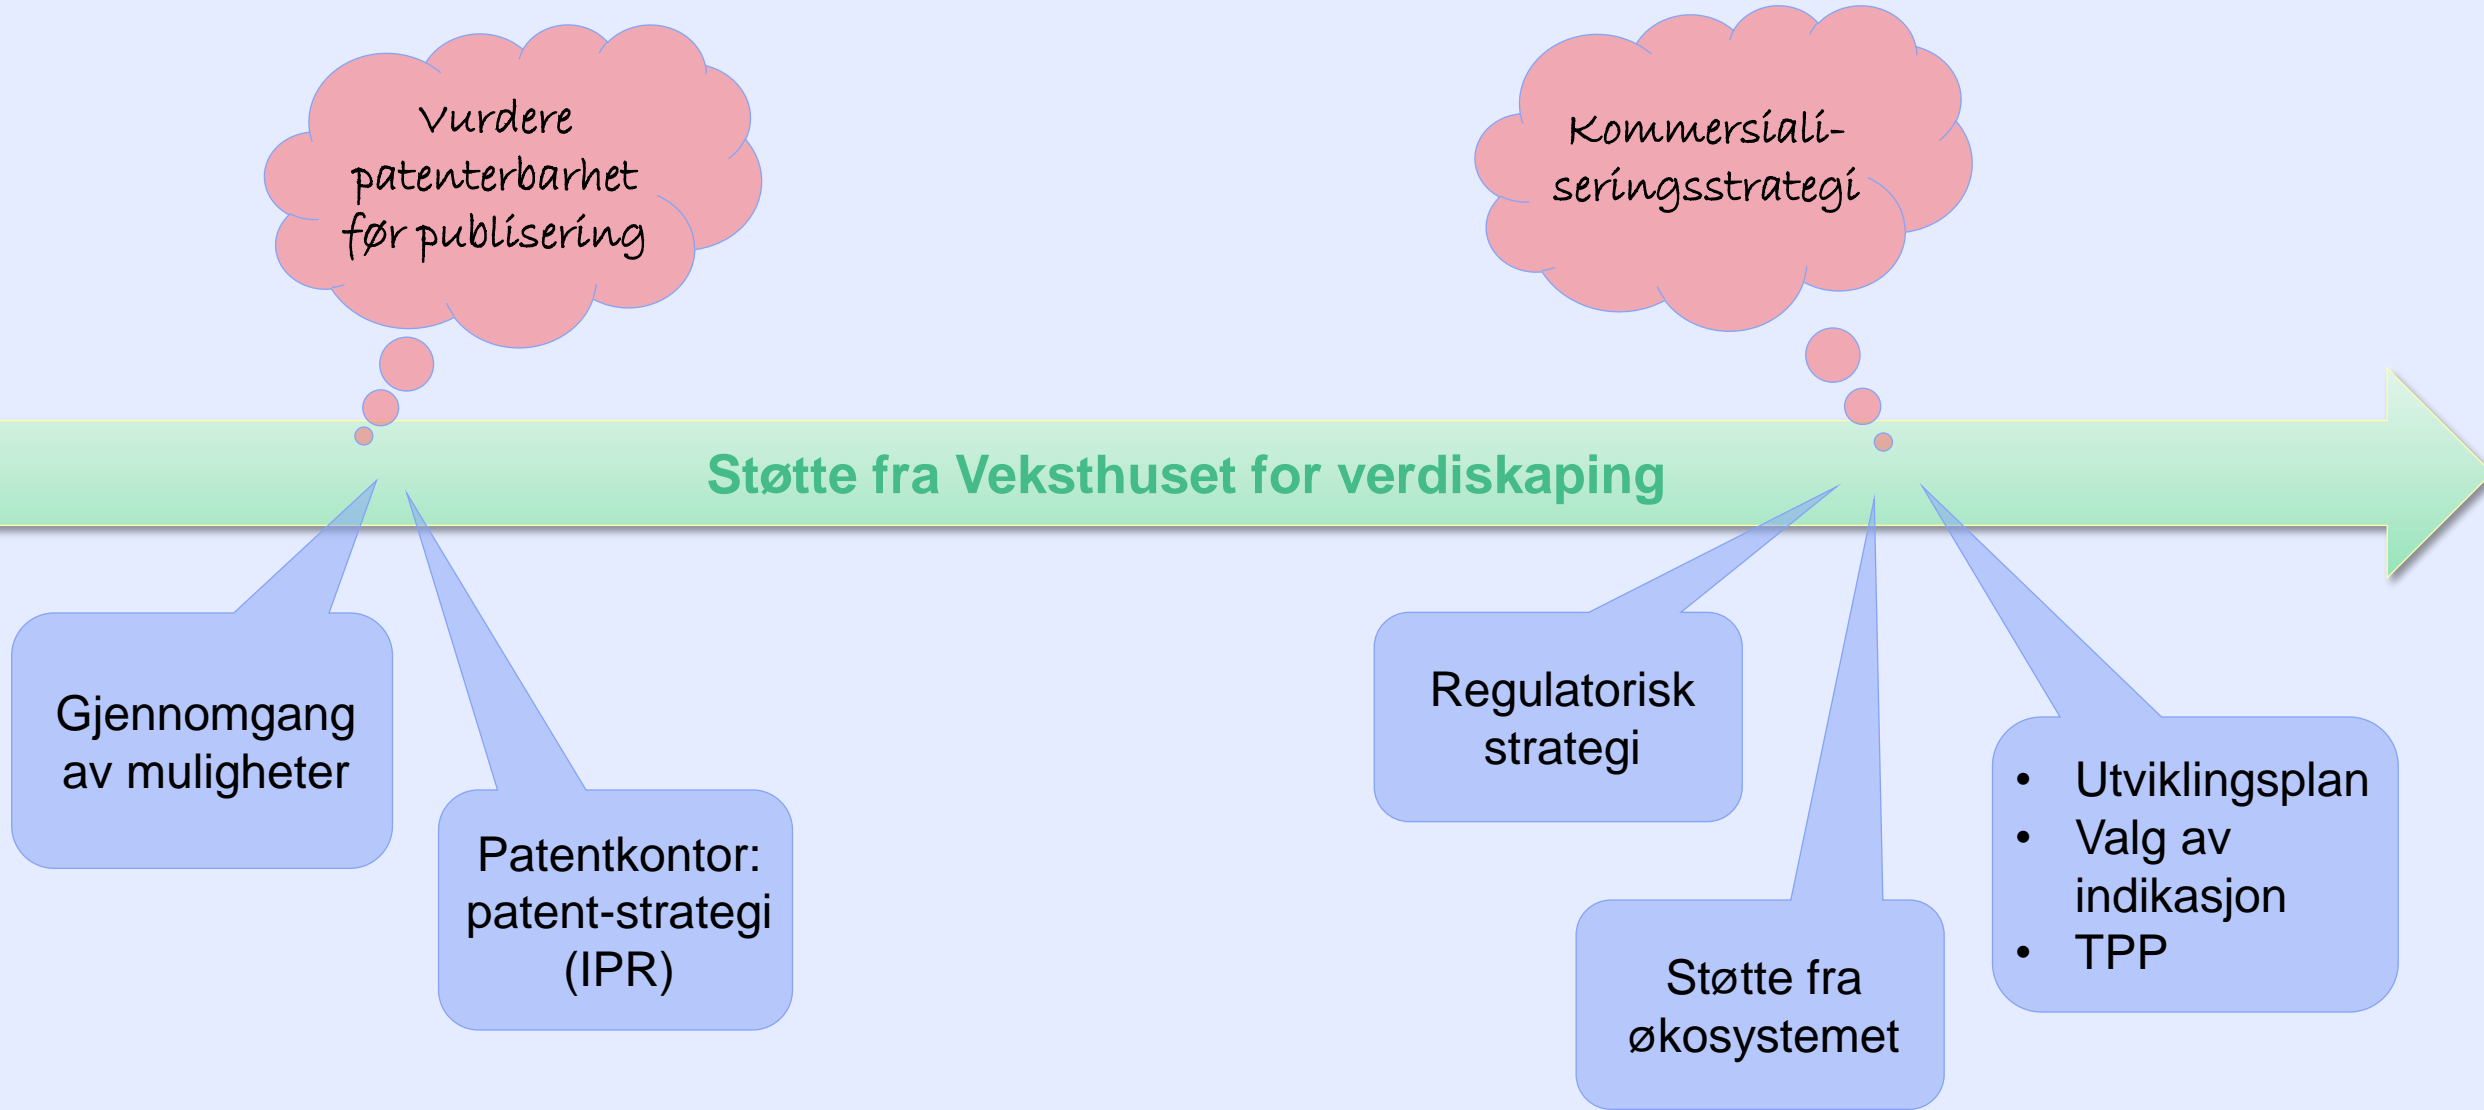 Vurdere
patenterbarhet
før publisering
Kommersiali-
seringsstrategi
Støtte fra Veksthuset for verdiskaping
Gjennomgang
av muligheter
Patentkontor:
patent-strategi
(IPR)
Regulatorisk
strategi
Støtte fra
økosystemet
• Utviklingsplan
• Valg av
indikasjon
• TPP